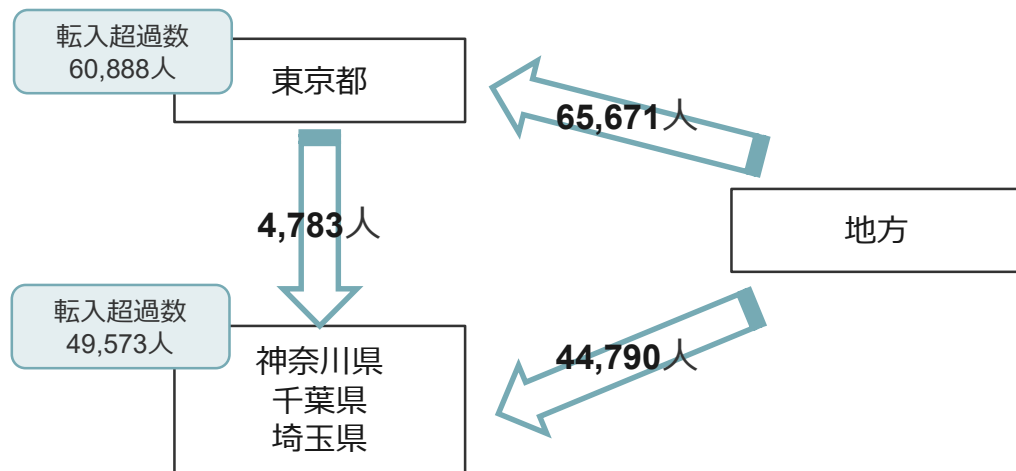 転入超過数
60,888人
東京都
65,671人
4,783人
地方
転入超過数
49,573人
神奈川県
千葉県
埼玉県
44,790人